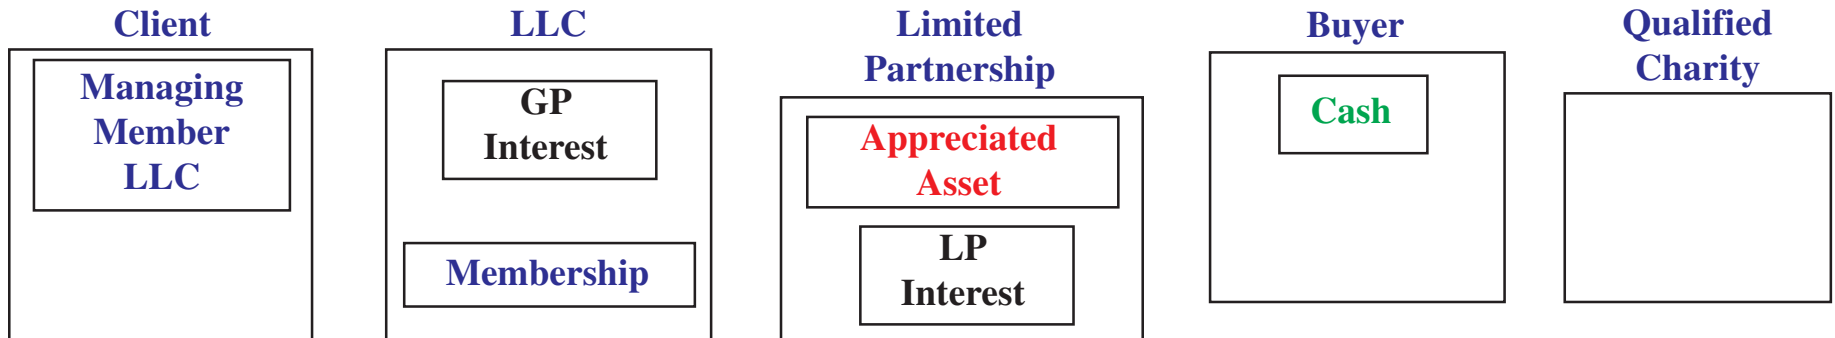 Client
Managing
Member
LLC
LLC
GP
Interest
Membership
Limited
Partnership
Appreciated
Asset
LP
Interest
Buyer
Cash
Qualified
Charity